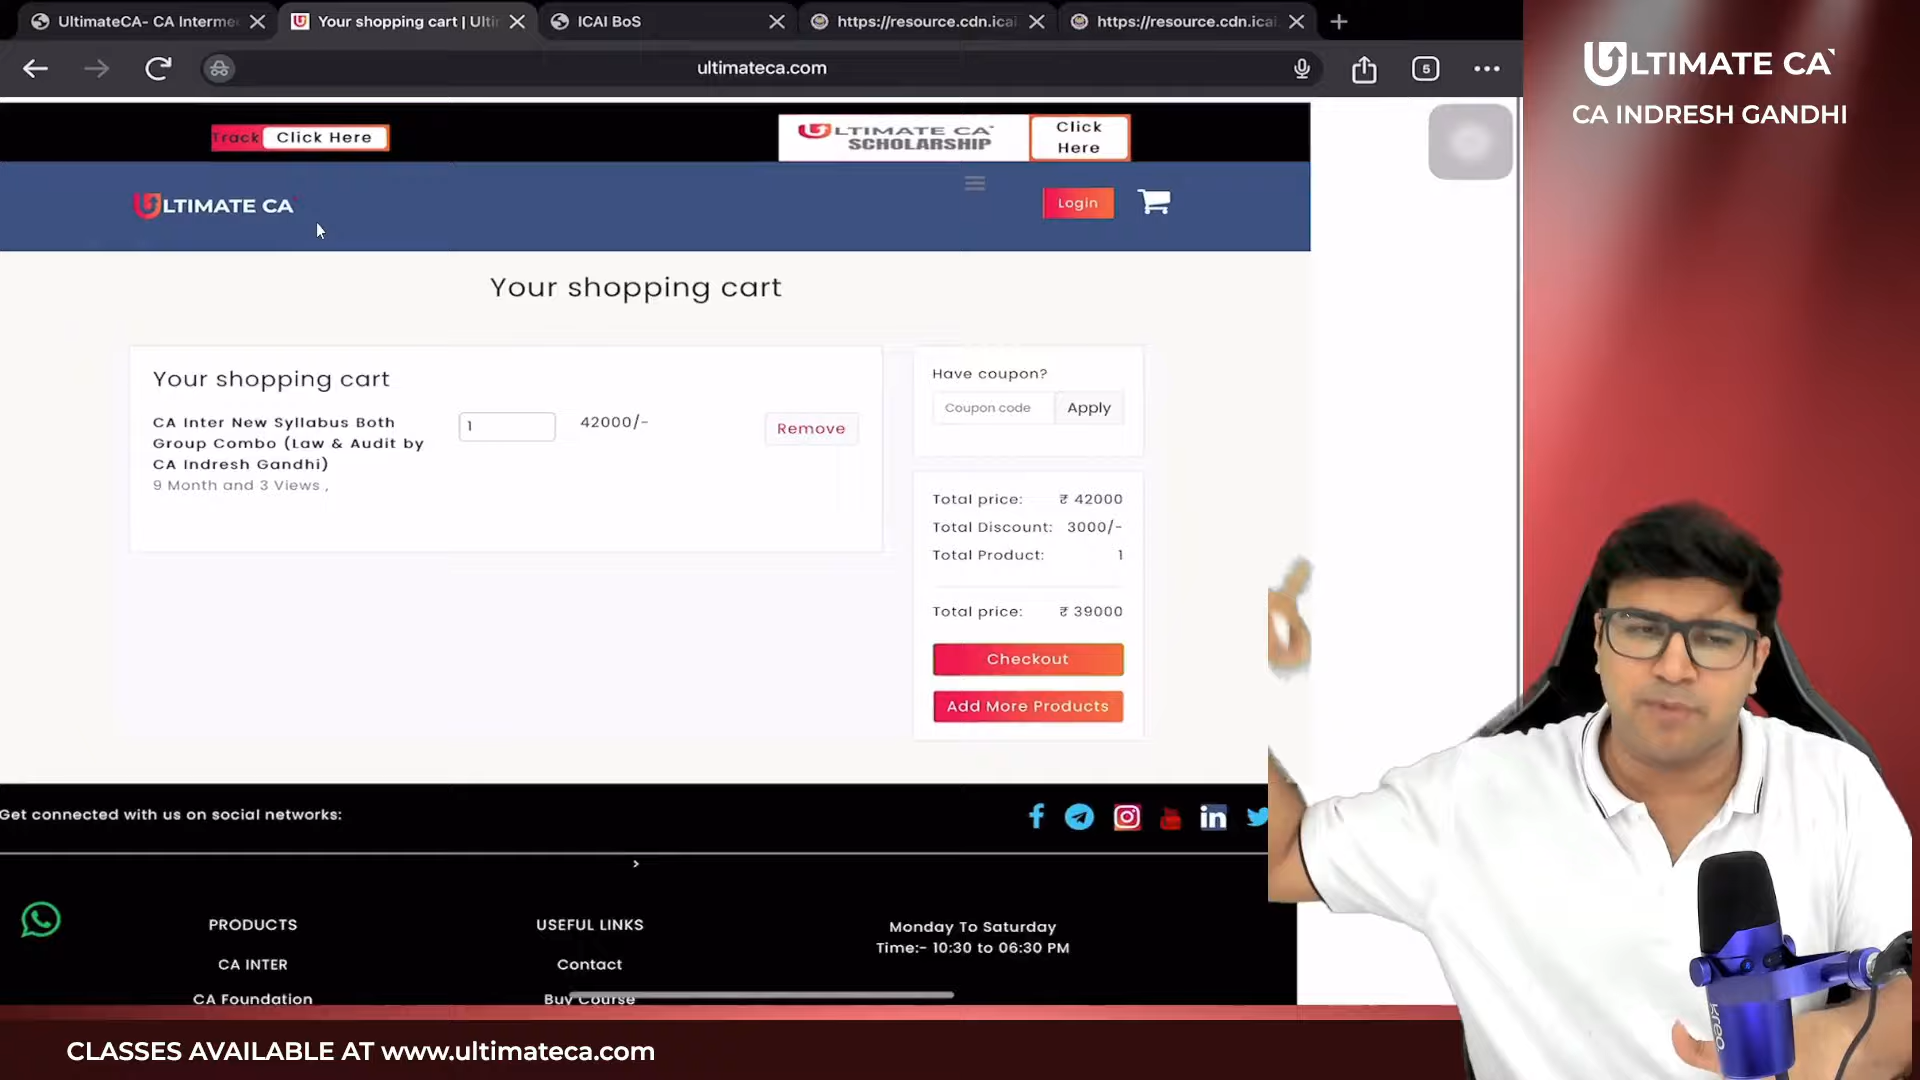 UltimateCA- CA Interme
Your shopping cart | Ulti
ICAI BoS
https://resource.cdn.icai
https://resource.cdn.icai
ultimateca.com
5
Track Click Here
ULTIMATE CA
SCHOLARSHIP
Click
Here
ULTIMATE CA
Login
Your shopping cart
Your shopping cart
CA Inter New Syllabus Both
Group Combo (Law & Audit by
CA Indresh Gandhi)
9 Month and 3 Views ,
1
42000/-
Remove
Have coupon?
Coupon code
Apply
Total price: ₹ 42000
Total Discount: 3000/-
Total Product: 1
Total price: ₹ 39000
Checkout
Add More Products
Get connected with us on social networks:
PRODUCTS
CA INTER
CA Foundation
USEFUL LINKS
Contact
Buy Course
Monday To Saturday
Time:- 10:30 to 06:30 PM
ULTIMATE CA
CA INDRESH GANDHI
kreo
CLASSES AVAILABLE AT www.ultimateca.com